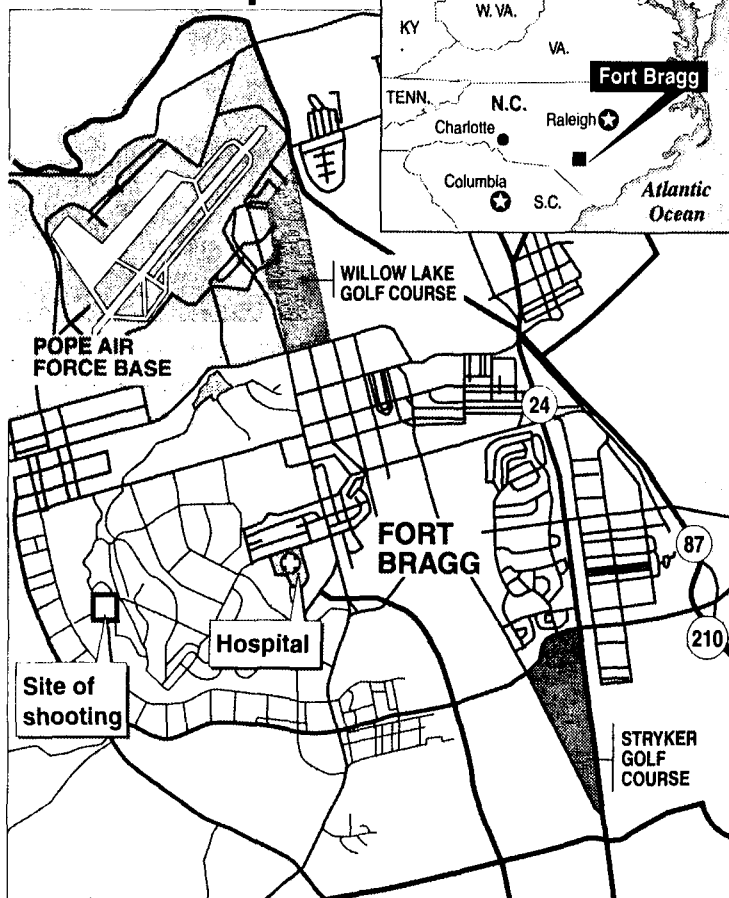 KY
W. VA.
VA.
Fort Bragg
TENN.
N.C.
Raleigh
Charlotte
Columbia
S.C.
Atlantic
Ocean
WILLOW LAKE
GOLF COURSE
POPE AIR
FORCE BASE
24
FORT
BRAGG
87
210
Hospital
Site of
shooting
STRYKER
GOLF
COURSE